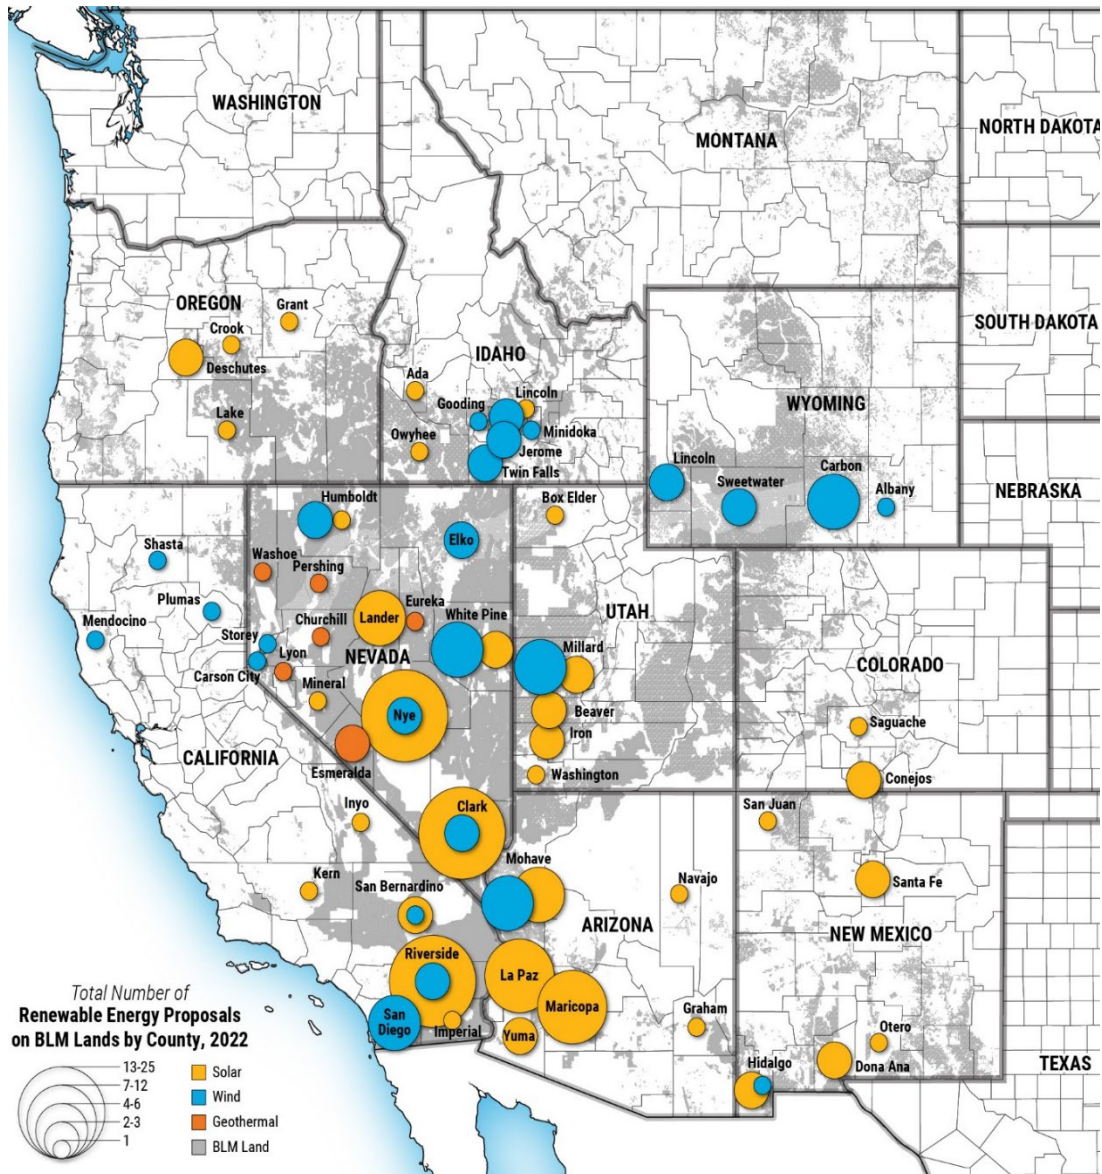 WASHINGTON
MONTANA
NORTH DAKOTA
OREGON
Grant
Crook
Deschutes
Lake
IDAHO
Ada
Lincoln
Gooding
Minidoka
Owyhee
Jerome
Twin Falls
SOUTH DAKOTA
WYOMING
Lincoln
Sweetwater
Carbon
Albany
NEBRASKA
Humboldt
Elko
Box Elder
Shasta
Washoe
Pershing
Plumas
Mendocino
Lander
Eureka
Churchill
White Pine
UTAH
Storey
Carson City
Lyon
NEVADA
Millard
Mineral
Nye
Beaver
Iron
Esmeralda
Washington
COLORADO
Saguache
Conejos
CALIFORNIA
Inyo
Clark
Kern
San Bernardino
Mohave
Navajo
San Juan
Santa Fe
ARIZONA
NEW MEXICO
Riverside
La Paz
Maricopa
San
Diego
Imperial
Yuma
Graham
Hidalgo
Otero
Dona Ana
TEXAS
Total Number of
Renewable Energy Proposals
on BLM Lands by County, 2022
13-25
7-12
4-6
2-3
1
Solar
Wind
Geothermal
BLM Land